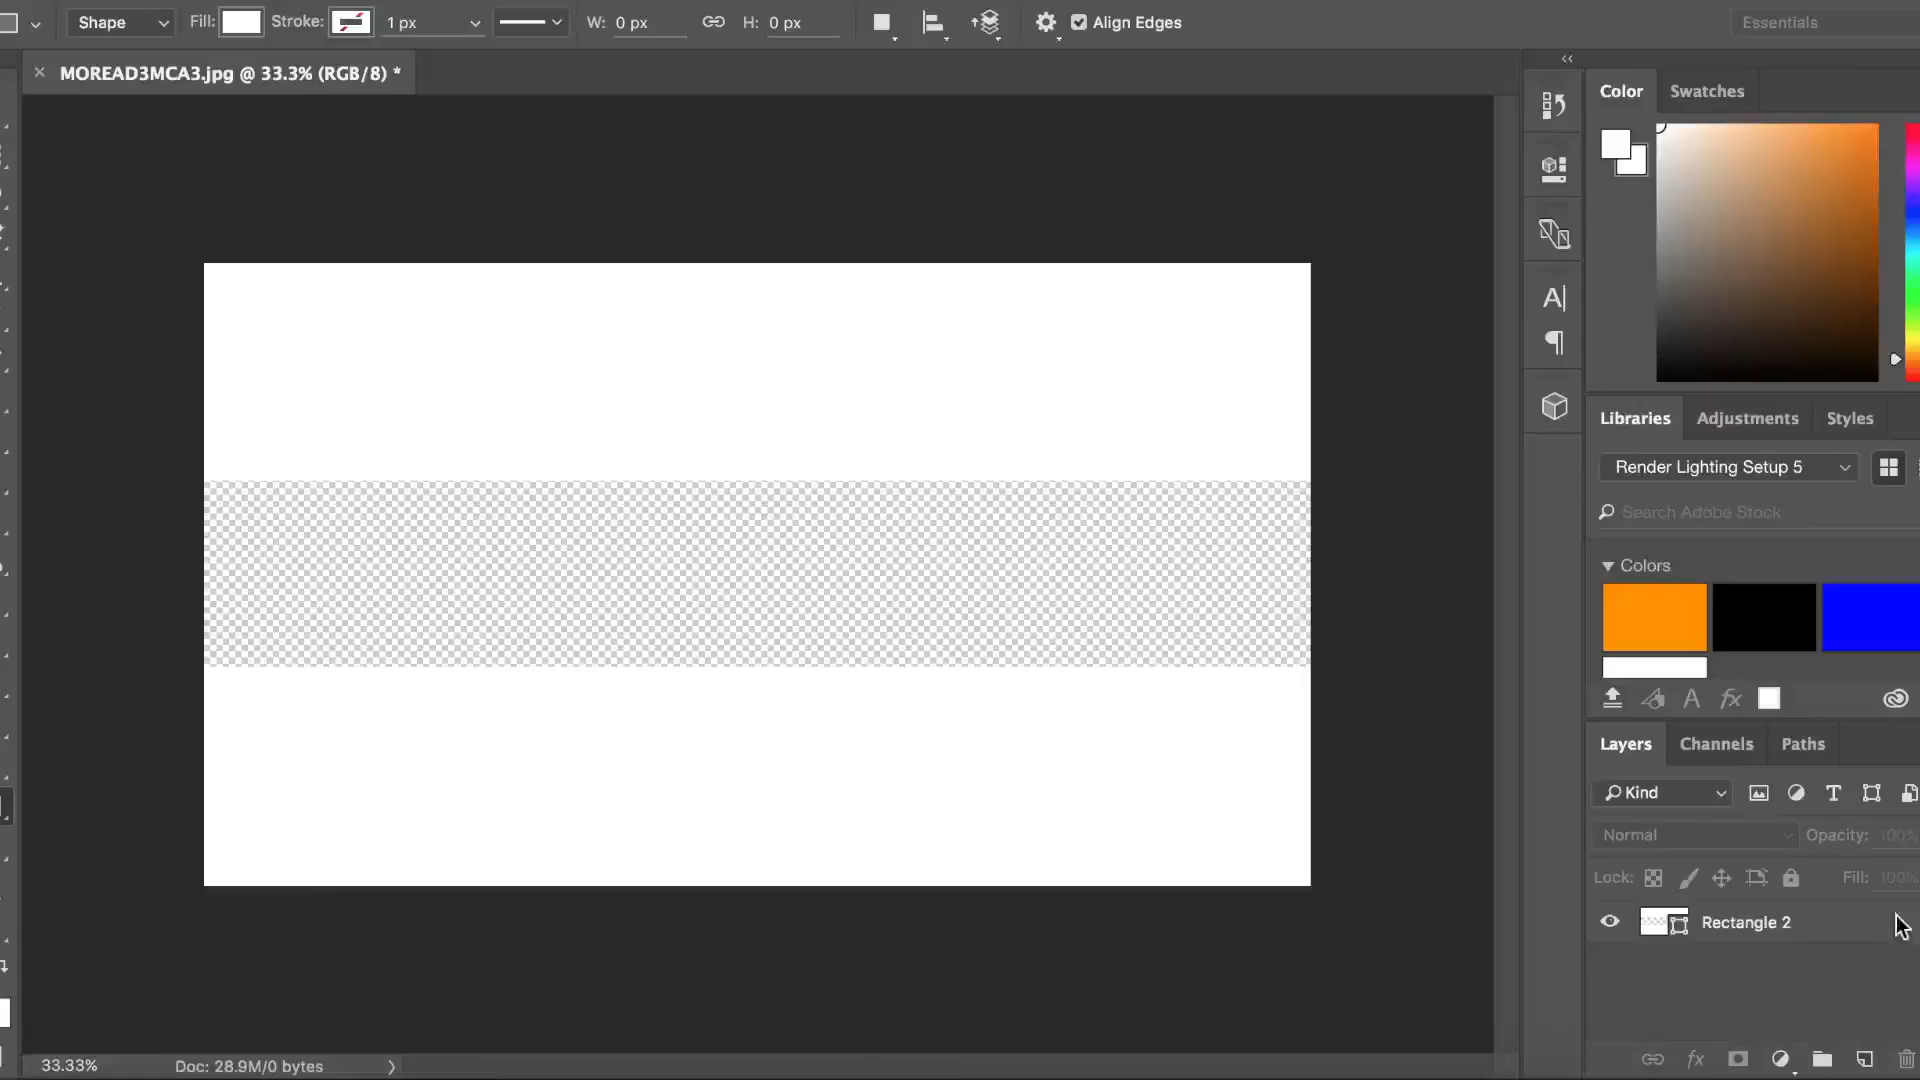 Shape
Fill:
Stroke:
1 px
W: 0 px
H: 0 px
Align Edges
Essentials
MOREAD3MCA3.jpg @ 33.3% (RGB/8) *
Color
Swatches
Libraries
Adjustments
Styles
Render Lighting Setup 5
Search Adobe Stock
Colors
Layers
Channels
Paths
Kind
Normal
Opacity: 100%
Lock:
Fill: 100%
Rectangle 2
33.33%
Doc: 28.9M/0 bytes